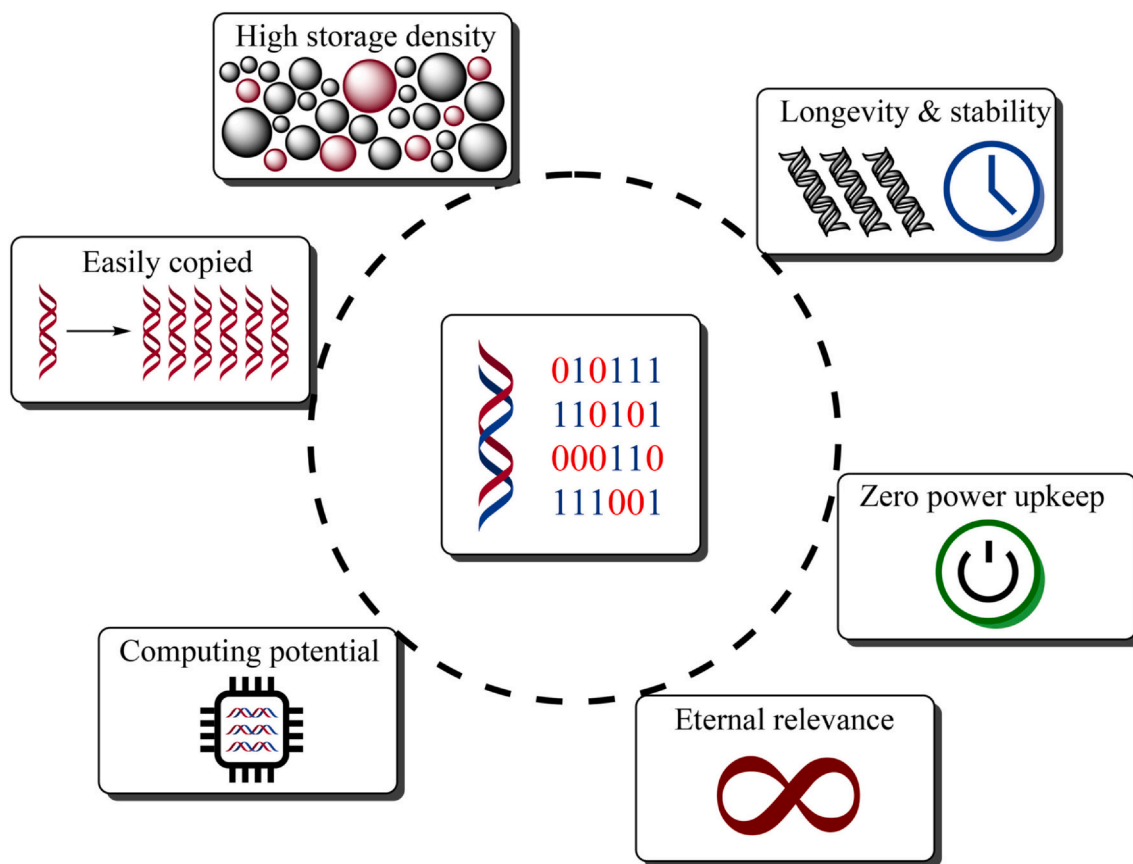 High storage density
Longevity & stability
Easily copied
010111
110101
000110
111001
Zero power upkeep
Computing potential
Eternal relevance